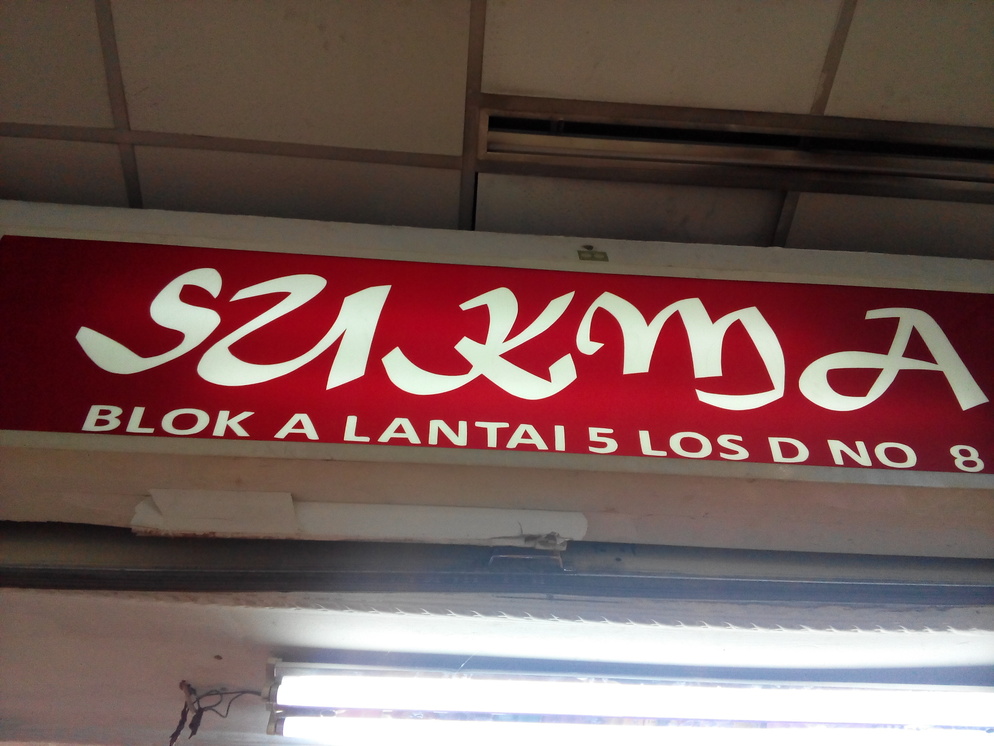 SUKMA
BLOK A LANTAI 5 LOS D NO 8